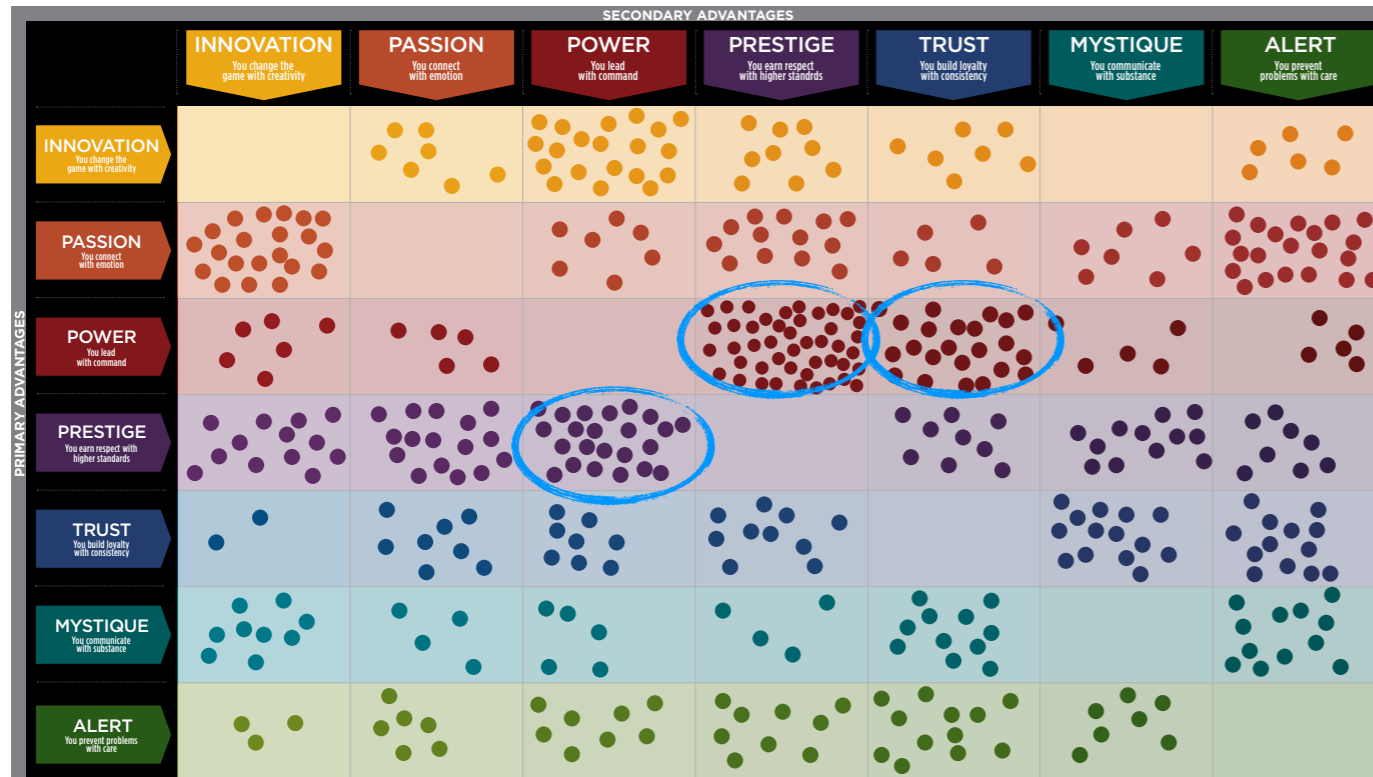 SECONDARY ADVANTAGES
INNOVATION
You change the
game with creativity
PASSION
You connect
with emotion
POWER
You lead
with command
PRESTIGE
You earn respect
with higher standrds
TRUST
You build loyalty
with consistency
MYSTIQUE
You communicate
with substance
ALERT
You prevent
problems with care
PRIMARY ADVANTAGES
INNOVATION
You change the
game with creativity
PASSION
You connect
with emotion
POWER
You lead
with command
PRESTIGE
You earn respect with
higher standards
TRUST
You build loyalty
with consistency
MYSTIQUE
You communicate
with substance
ALERT
You prevent problems
with care